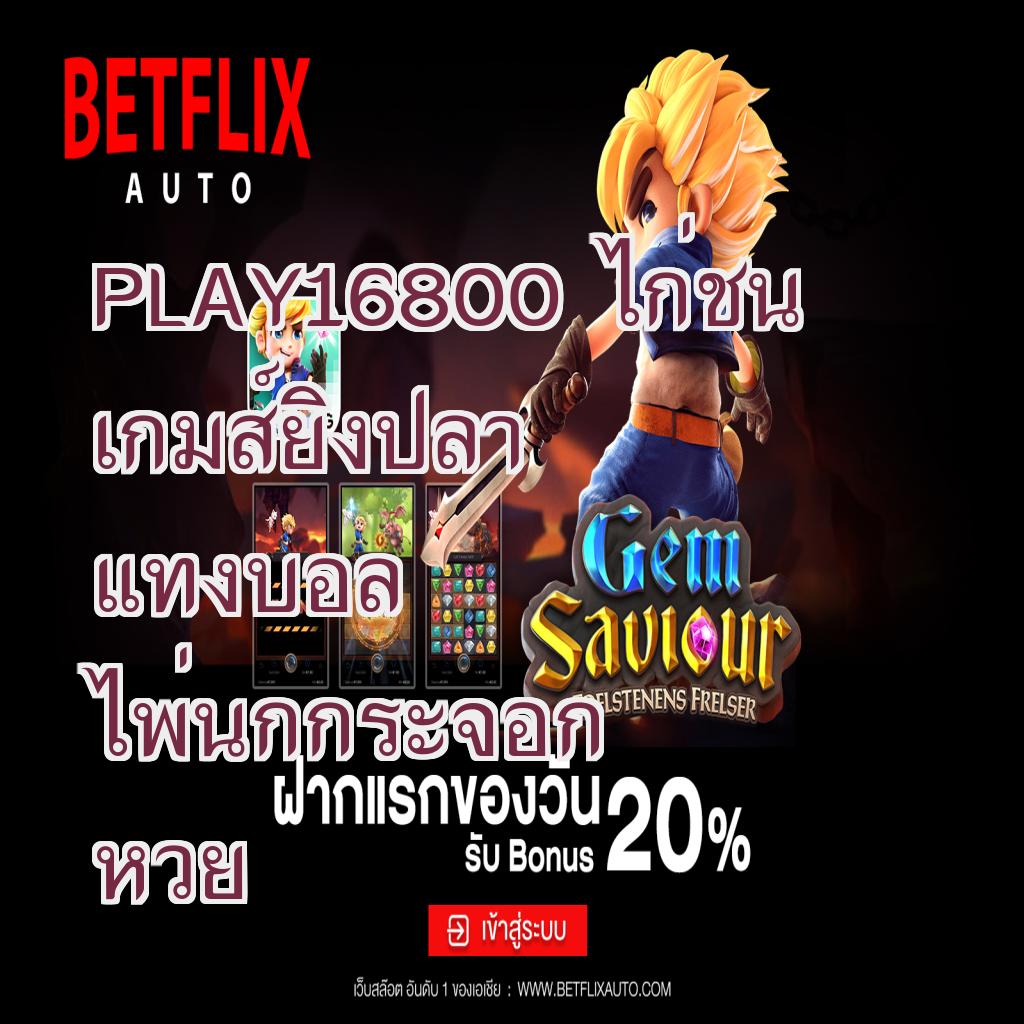 BETFLIX
AUTO
PLAY16800 ไก่ชน
เกมส์ยิงปลา
แทงบอล
Gem
Saviour
ELSTENENS FRELSER
ไพ่นกกระจอก
ฝากแรกของวัน 20%
รับ Bonus
หวย
เข้าสู่ระบบ
เว็บสล๊อต อันดับ 1 ของเอเชีย : WWW.BETFLIXAUTO.COM